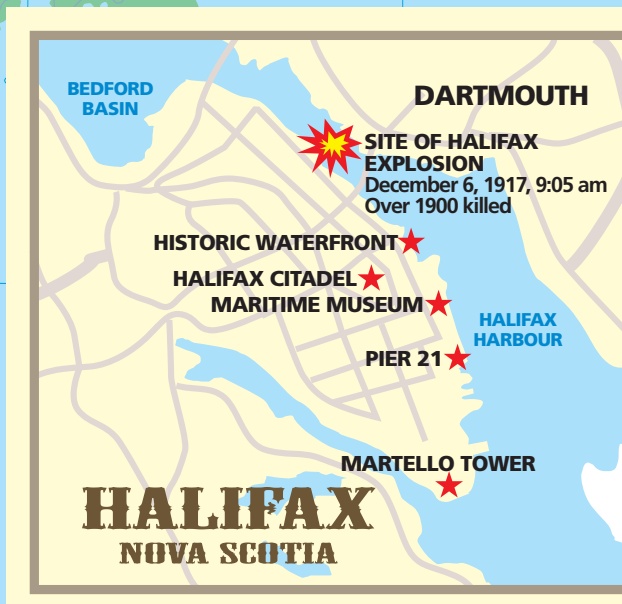 BEDFORD
BASIN
DARTMOUTH
SITE OF HALIFAX
EXPLOSION
December 6, 1917, 9:05 am
Over 1900 killed
HISTORIC WATERFRONT
HALIFAX CITADEL
MARITIME MUSEUM
HALIFAX
HARBOUR
PIER 21
MARTELLO TOWER
HALIFAX
NOVA SCOTIA